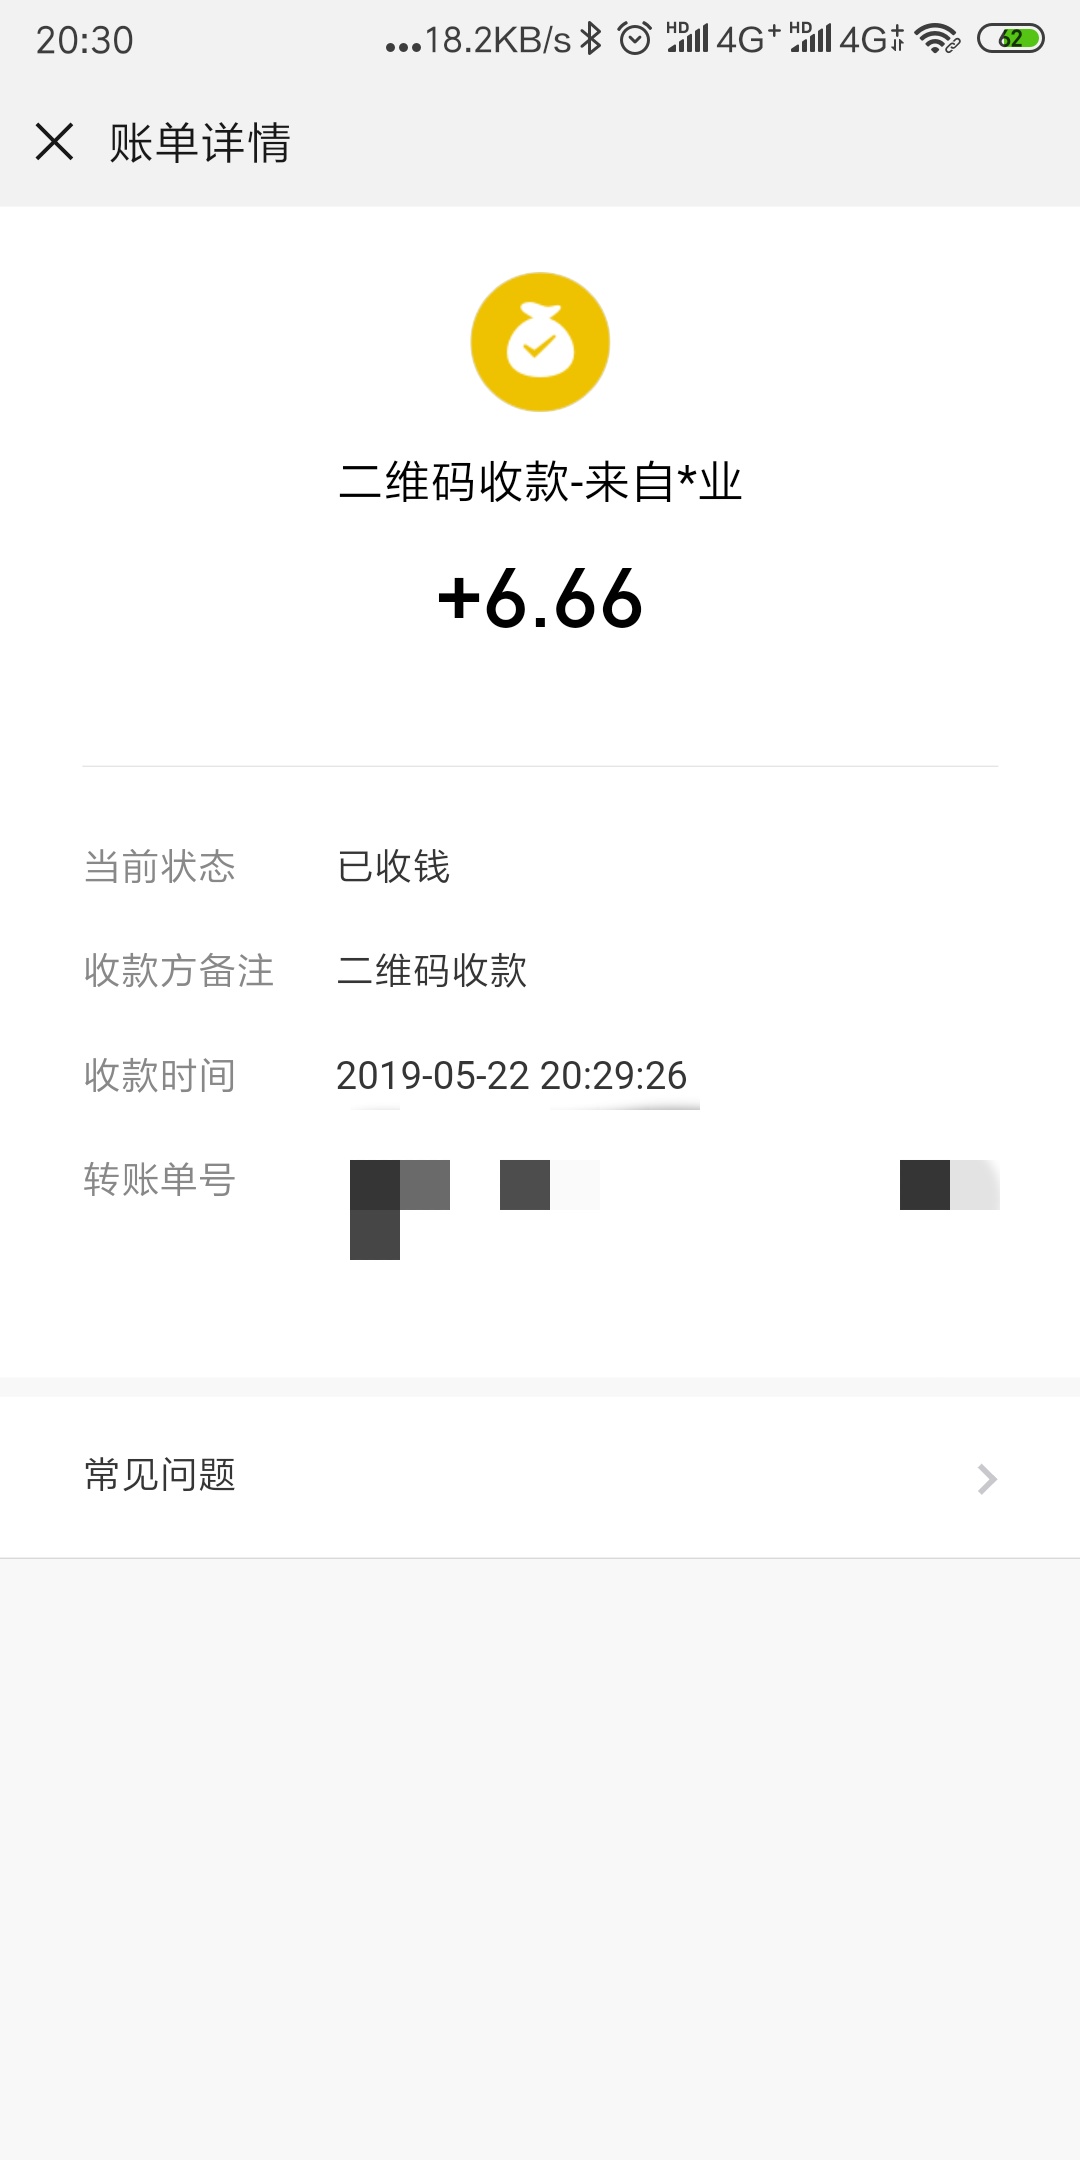 20:30
...18.2KB/s HD 4G+ HD 4G+ 62
账单详情
二维码收款-来自*业
+6.66
当前状态 已收钱
收款方备注 二维码收款
收款时间 2019-05-22 20:29:26
转账单号
常见问题